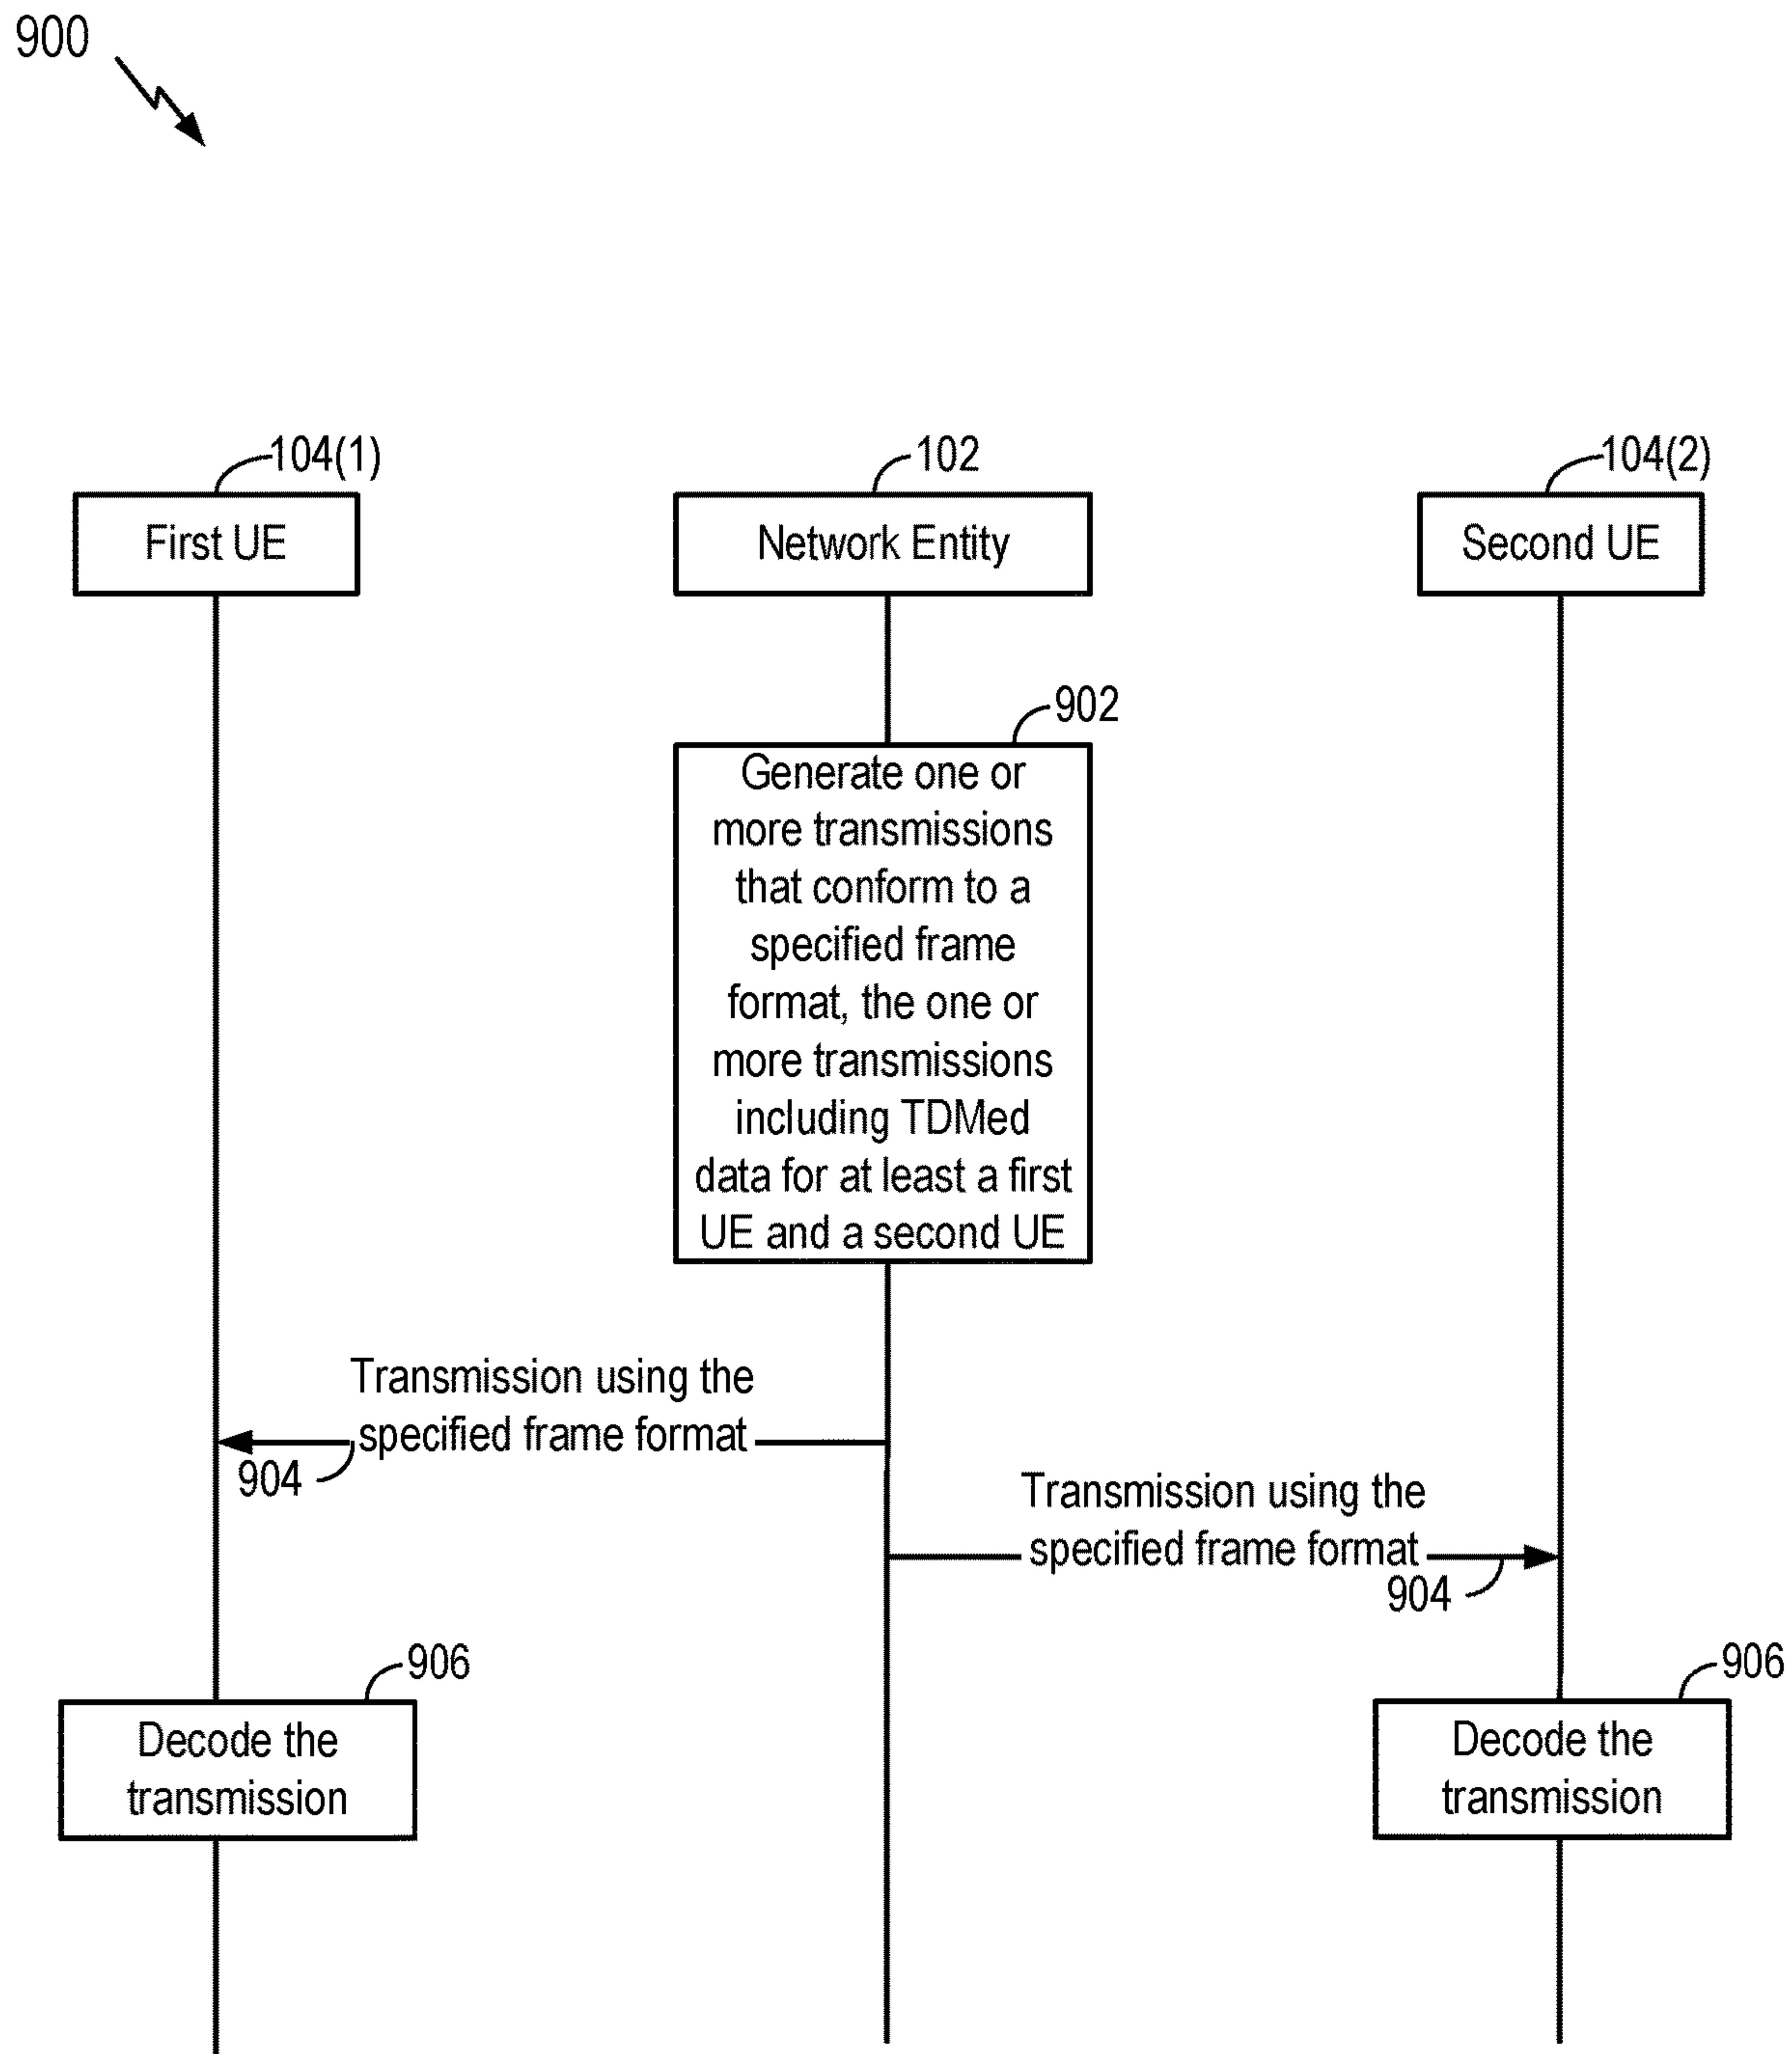 900
104(1)
102
104(2)
First UE
Network Entity
Second UE
902
Generate one or
more transmissions
that conform to a
specified frame
format, the one or
more transmissions
including TDMed
data for at least a first
UE and a second UE
Transmission using the
specified frame format
904
Transmission using the
specified frame format
904
906
906
Decode the
transmission
Decode the
transmission